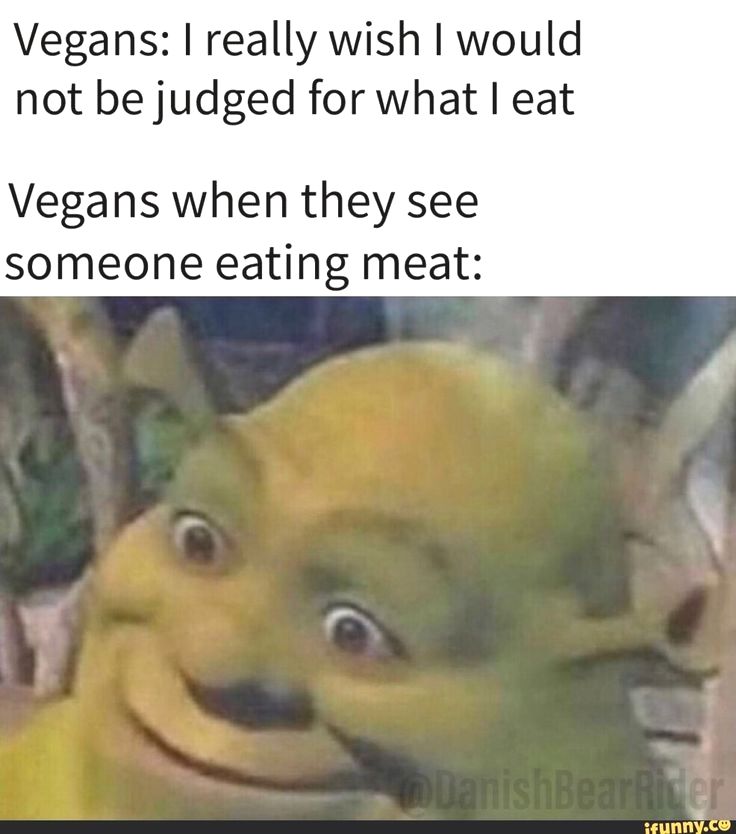 Vegans: I really wish I would
not be judged for what I eat
Vegans when they see
someone eating meat:
@DanishBearRider
ifunny.co